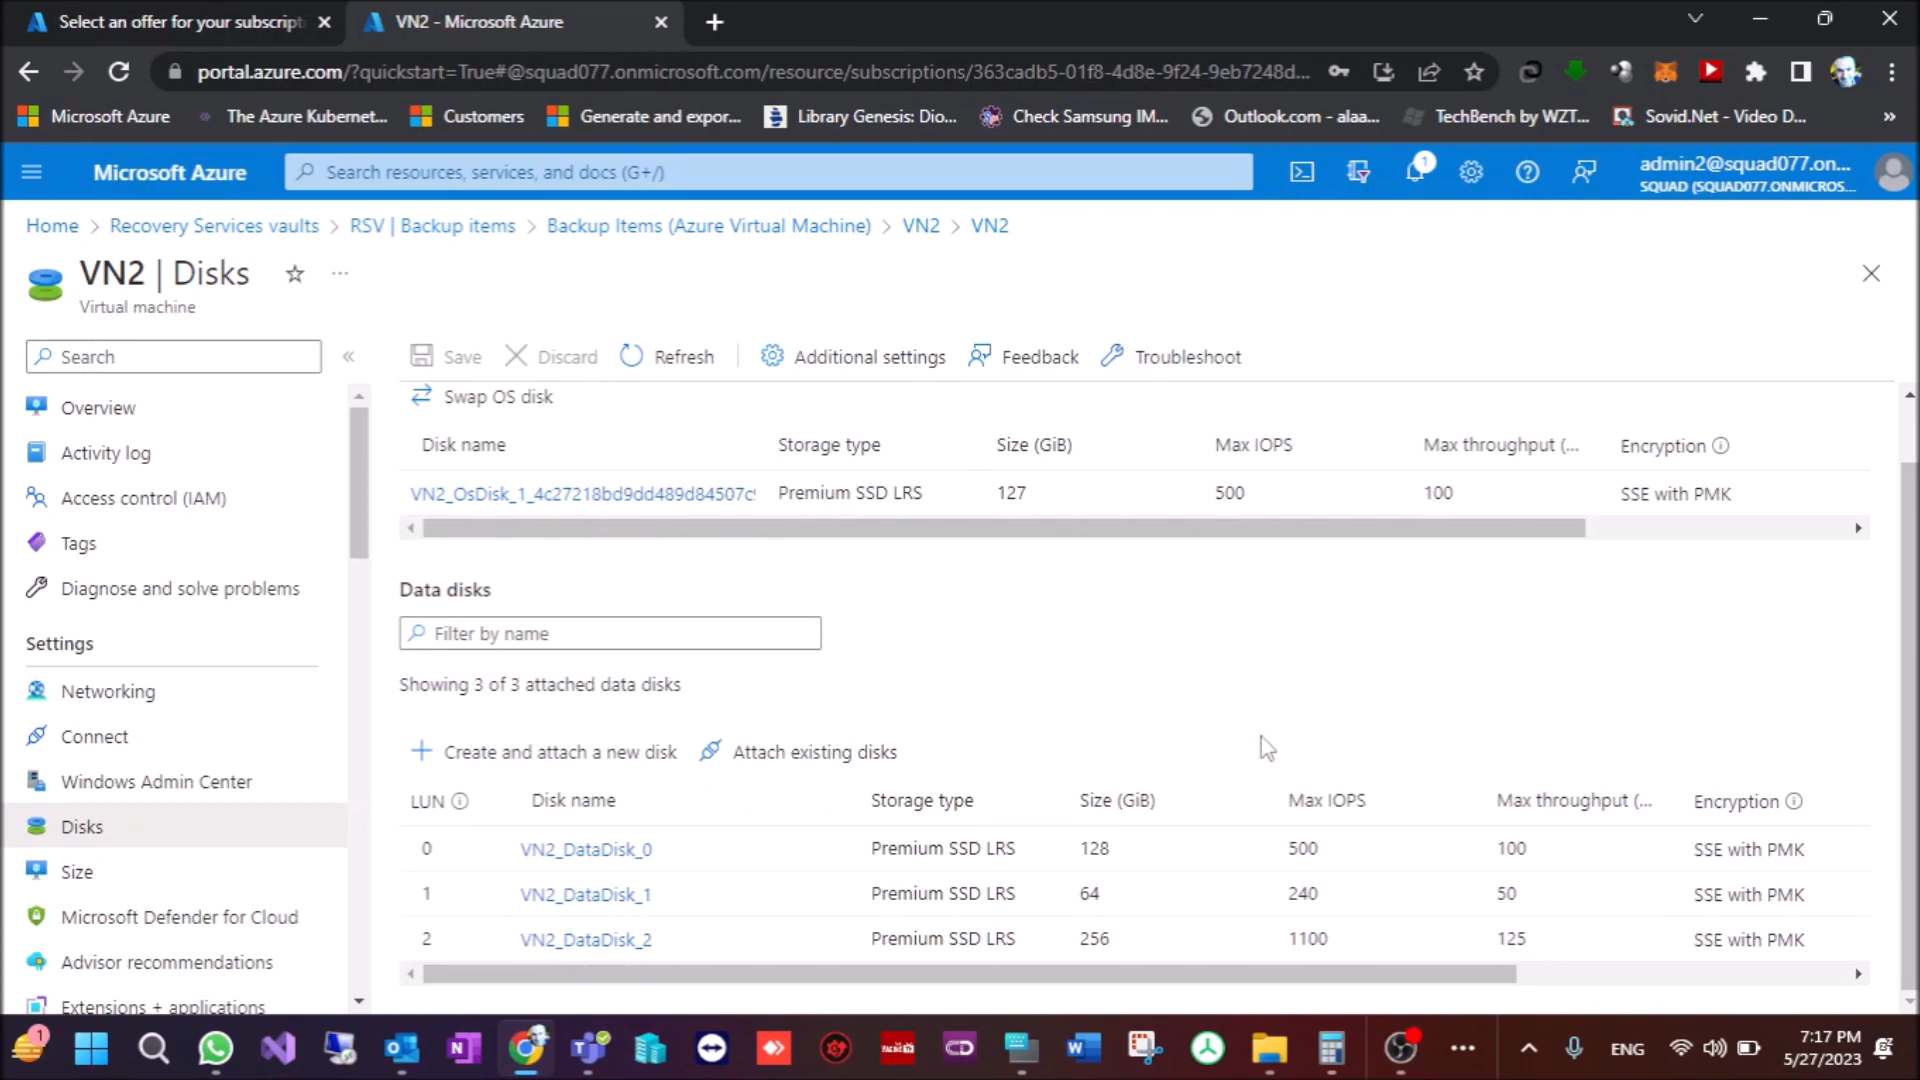 Select an offer for your subscripti
VN2 - Microsoft Azure
portal.azure.com/?quickstart=True#@squad077.onmicrosoft.com/resource/subscriptions/363cadb5-01f8-4d8e-9f24-9eb7248d...
Microsoft Azure
The Azure Kubernet...
Customers
Generate and expor...
Library Genesis: Dio...
Check Samsung IM...
Outlook.com - alaa...
TechBench by WZT...
Sovid.Net - Video D...
»
Microsoft Azure
Search resources, services, and docs (G+/)
1
admin2@squad077.on...
SQUAD (SQUAD077.ONMICROS...
Home > Recovery Services vaults > RSV | Backup items > Backup Items (Azure Virtual Machine) > VN2 > VN2
VN2 | Disks
Virtual machine
Search
Save Discard Refresh Additional settings Feedback Troubleshoot
Overview
Activity log
Access control (IAM)
Tags
Diagnose and solve problems
Settings
Networking
Connect
Windows Admin Center
Disks
Size
Microsoft Defender for Cloud
Advisor recommendations
Extensions + applications
Swap OS disk
Disk name Storage type Size (GiB) Max IOPS Max throughput (... Encryption
VN2_OsDisk_1_4c27218bd9dd489d84507c Premium SSD LRS 127 500 100 SSE with PMK
Data disks
Filter by name
Showing 3 of 3 attached data disks
Create and attach a new disk Attach existing disks
LUN Disk name Storage type Size (GiB) Max IOPS Max throughput (... Encryption
0 VN2_DataDisk_0 Premium SSD LRS 128 500 100 SSE with PMK
1 VN2_DataDisk_1 Premium SSD LRS 64 240 50 SSE with PMK
2 VN2_DataDisk_2 Premium SSD LRS 256 1100 125 SSE with PMK
1
ENG
7:17 PM
5/27/2023